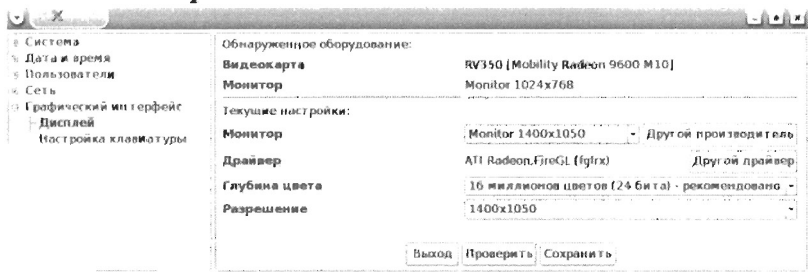 Система
Дата и время
Пользователи
Сеть
Графический интерфейс
Дисплей
Настройка клавиатуры
Обнаруженное оборудование:
Видеокарта RV350 [Mobility Radeon 9600 M10]
Монитор Monitor 1024x768
Текущие настройки:
Монитор Monitor 1400x1050 Другой производитель
Драйвер ATI Radeon/FireGL (fglrx) Другой драйвер
Глубина цвета 16 миллионов цветов (24 бита) - рекомендовано
Разрешение 1400x1050
Выход Проверить Сохранить